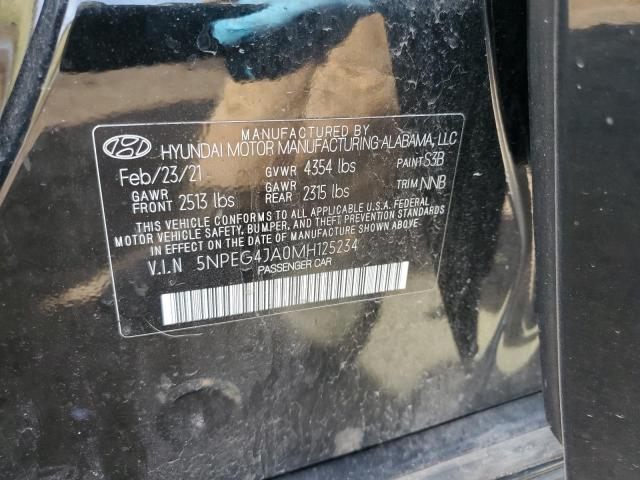 MANUFACTURED BY
HYUNDAI MOTOR MANUFACTURING-ALABAMA, LLC
Feb/23/21 GVWR 4354 lbs PAINT S3B
GAWR FRONT 2513 lbs GAWR REAR 2315 lbs TRIM NNB
THIS VEHICLE CONFORMS TO ALL APPLICABLE U.S.A. FEDERAL
MOTOR VEHICLE SAFETY, BUMPER, AND THEFT PREVENTION STANDARDS
IN EFFECT ON THE DATE OF MANUFACTURE SHOWN ABOVE.
V.I.N 5NPEG4JA0MH125234
PASSENGER CAR